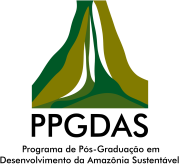 PPGDAS
Programa de Pós-Graduação em
Desenvolvimento da Amazônia Sustentável